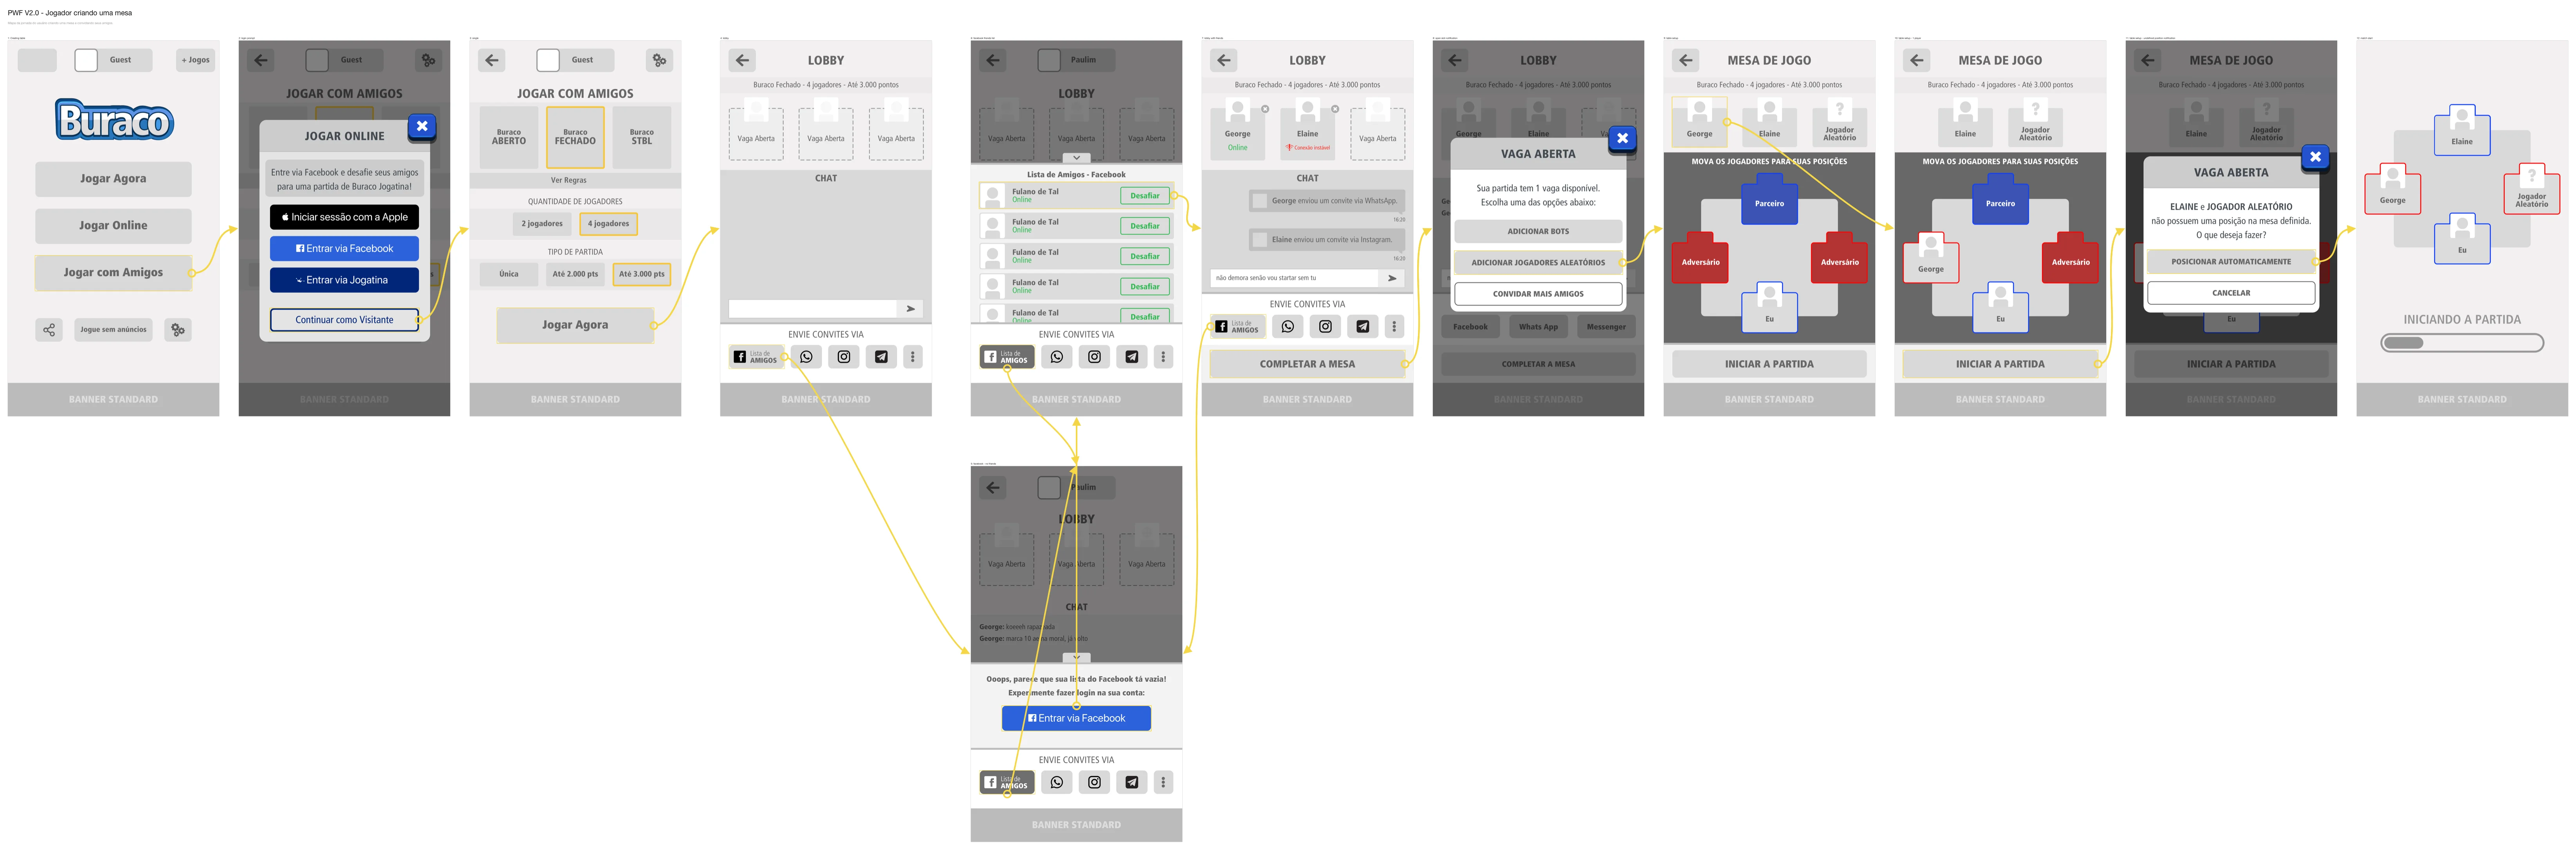 PWF V2.0 - Jogador criando uma mesa
Guest
+ Jogos
Buraco
Jogar Agora
Jogar Online
Jogar com Amigos
Jogue sem anúncios
BANNER STANDARD
Guest
JOGAR COM AMIGOS
JOGAR ONLINE
Entre via Facebook e desafie seus amigos
para uma partida de Buraco Jogatina!
Iniciar sessão com a Apple
Entrar via Facebook
Entrar via Jogatina
Continuar como Visitante
BANNER STANDARD
Guest
JOGAR COM AMIGOS
Buraco
ABERTO
Buraco
FECHADO
Buraco
STBL
Ver Regras
QUANTIDADE DE JOGADORES
2 jogadores
4 jogadores
TIPO DE PARTIDA
Única
Até 2.000 pts
Até 3.000 pts
Jogar Agora
BANNER STANDARD
LOBBY
Buraco Fechado - 4 jogadores - Até 3.000 pontos
Vaga Aberta
Vaga Aberta
Vaga Aberta
CHAT
ENVIE CONVITES VIA
Lista de
AMIGOS
BANNER STANDARD
Paulim
LOBBY
Vaga Aberta
Vaga Aberta
Vaga Aberta
Lista de Amigos - Facebook
Fulano de Tal
Online
Desafiar
Fulano de Tal
Online
Desafiar
Fulano de Tal
Online
Desafiar
Fulano de Tal
Online
Desafiar
Fulano de Tal
Online
Desafiar
ENVIE CONVITES VIA
Lista de
AMIGOS
BANNER STANDARD
Paulim
LOBBY
Vaga Aberta
Vaga Aberta
Vaga Aberta
CHAT
George:
George: marca 10 aê na moral, já volto
Ooops, parece que sua lista do Facebook tá vazia!
Experimente fazer login na sua conta:
Entrar via Facebook
ENVIE CONVITES VIA
Lista de
AMIGOS
BANNER STANDARD
LOBBY
Buraco Fechado - 4 jogadores - Até 3.000 pontos
George
Online
Elaine
Conexão instável
Vaga Aberta
CHAT
George enviou um convite via WhatsApp.
16:20
Elaine enviou um convite via Instagram.
16:20
não demora senão vou startar sem tu
ENVIE CONVITES VIA
Lista de
AMIGOS
COMPLETAR A MESA
BANNER STANDARD
LOBBY
Buraco Fechado - 4 jogadores - Até 3.000 pontos
George
Elaine
VAGA ABERTA
Sua partida tem 1 vaga disponível.
Escolha uma das opções abaixo:
ADICIONAR BOTS
ADICIONAR JOGADORES ALEATÓRIOS
CONVIDAR MAIS AMIGOS
Facebook
Whats App
Messenger
COMPLETAR A MESA
BANNER STANDARD
MESA DE JOGO
Buraco Fechado - 4 jogadores - Até 3.000 pontos
George
Elaine
?
Jogador
Aleatório
MOVA OS JOGADORES PARA SUAS POSIÇÕES
Parceiro
Adversário
Adversário
Eu
INICIAR A PARTIDA
BANNER STANDARD
MESA DE JOGO
Buraco Fechado - 4 jogadores - Até 3.000 pontos
Elaine
?
Jogador
Aleatório
MOVA OS JOGADORES PARA SUAS POSIÇÕES
Parceiro
George
Adversário
Eu
INICIAR A PARTIDA
BANNER STANDARD
MESA DE JOGO
Buraco Fechado - 4 jogadores - Até 3.000 pontos
Elaine
?
Jogador
Aleatório
VAGA ABERTA
ELAINE e JOGADOR ALEATÓRIO
não possuem uma posição na mesa definida.
O que deseja fazer?
POSICIONAR AUTOMATICAMENTE
CANCELAR
Eu
INICIAR A PARTIDA
BANNER STANDARD
Elaine
George
?
Jogador
Aleatório
Eu
INICIANDO A PARTIDA
BANNER STANDARD